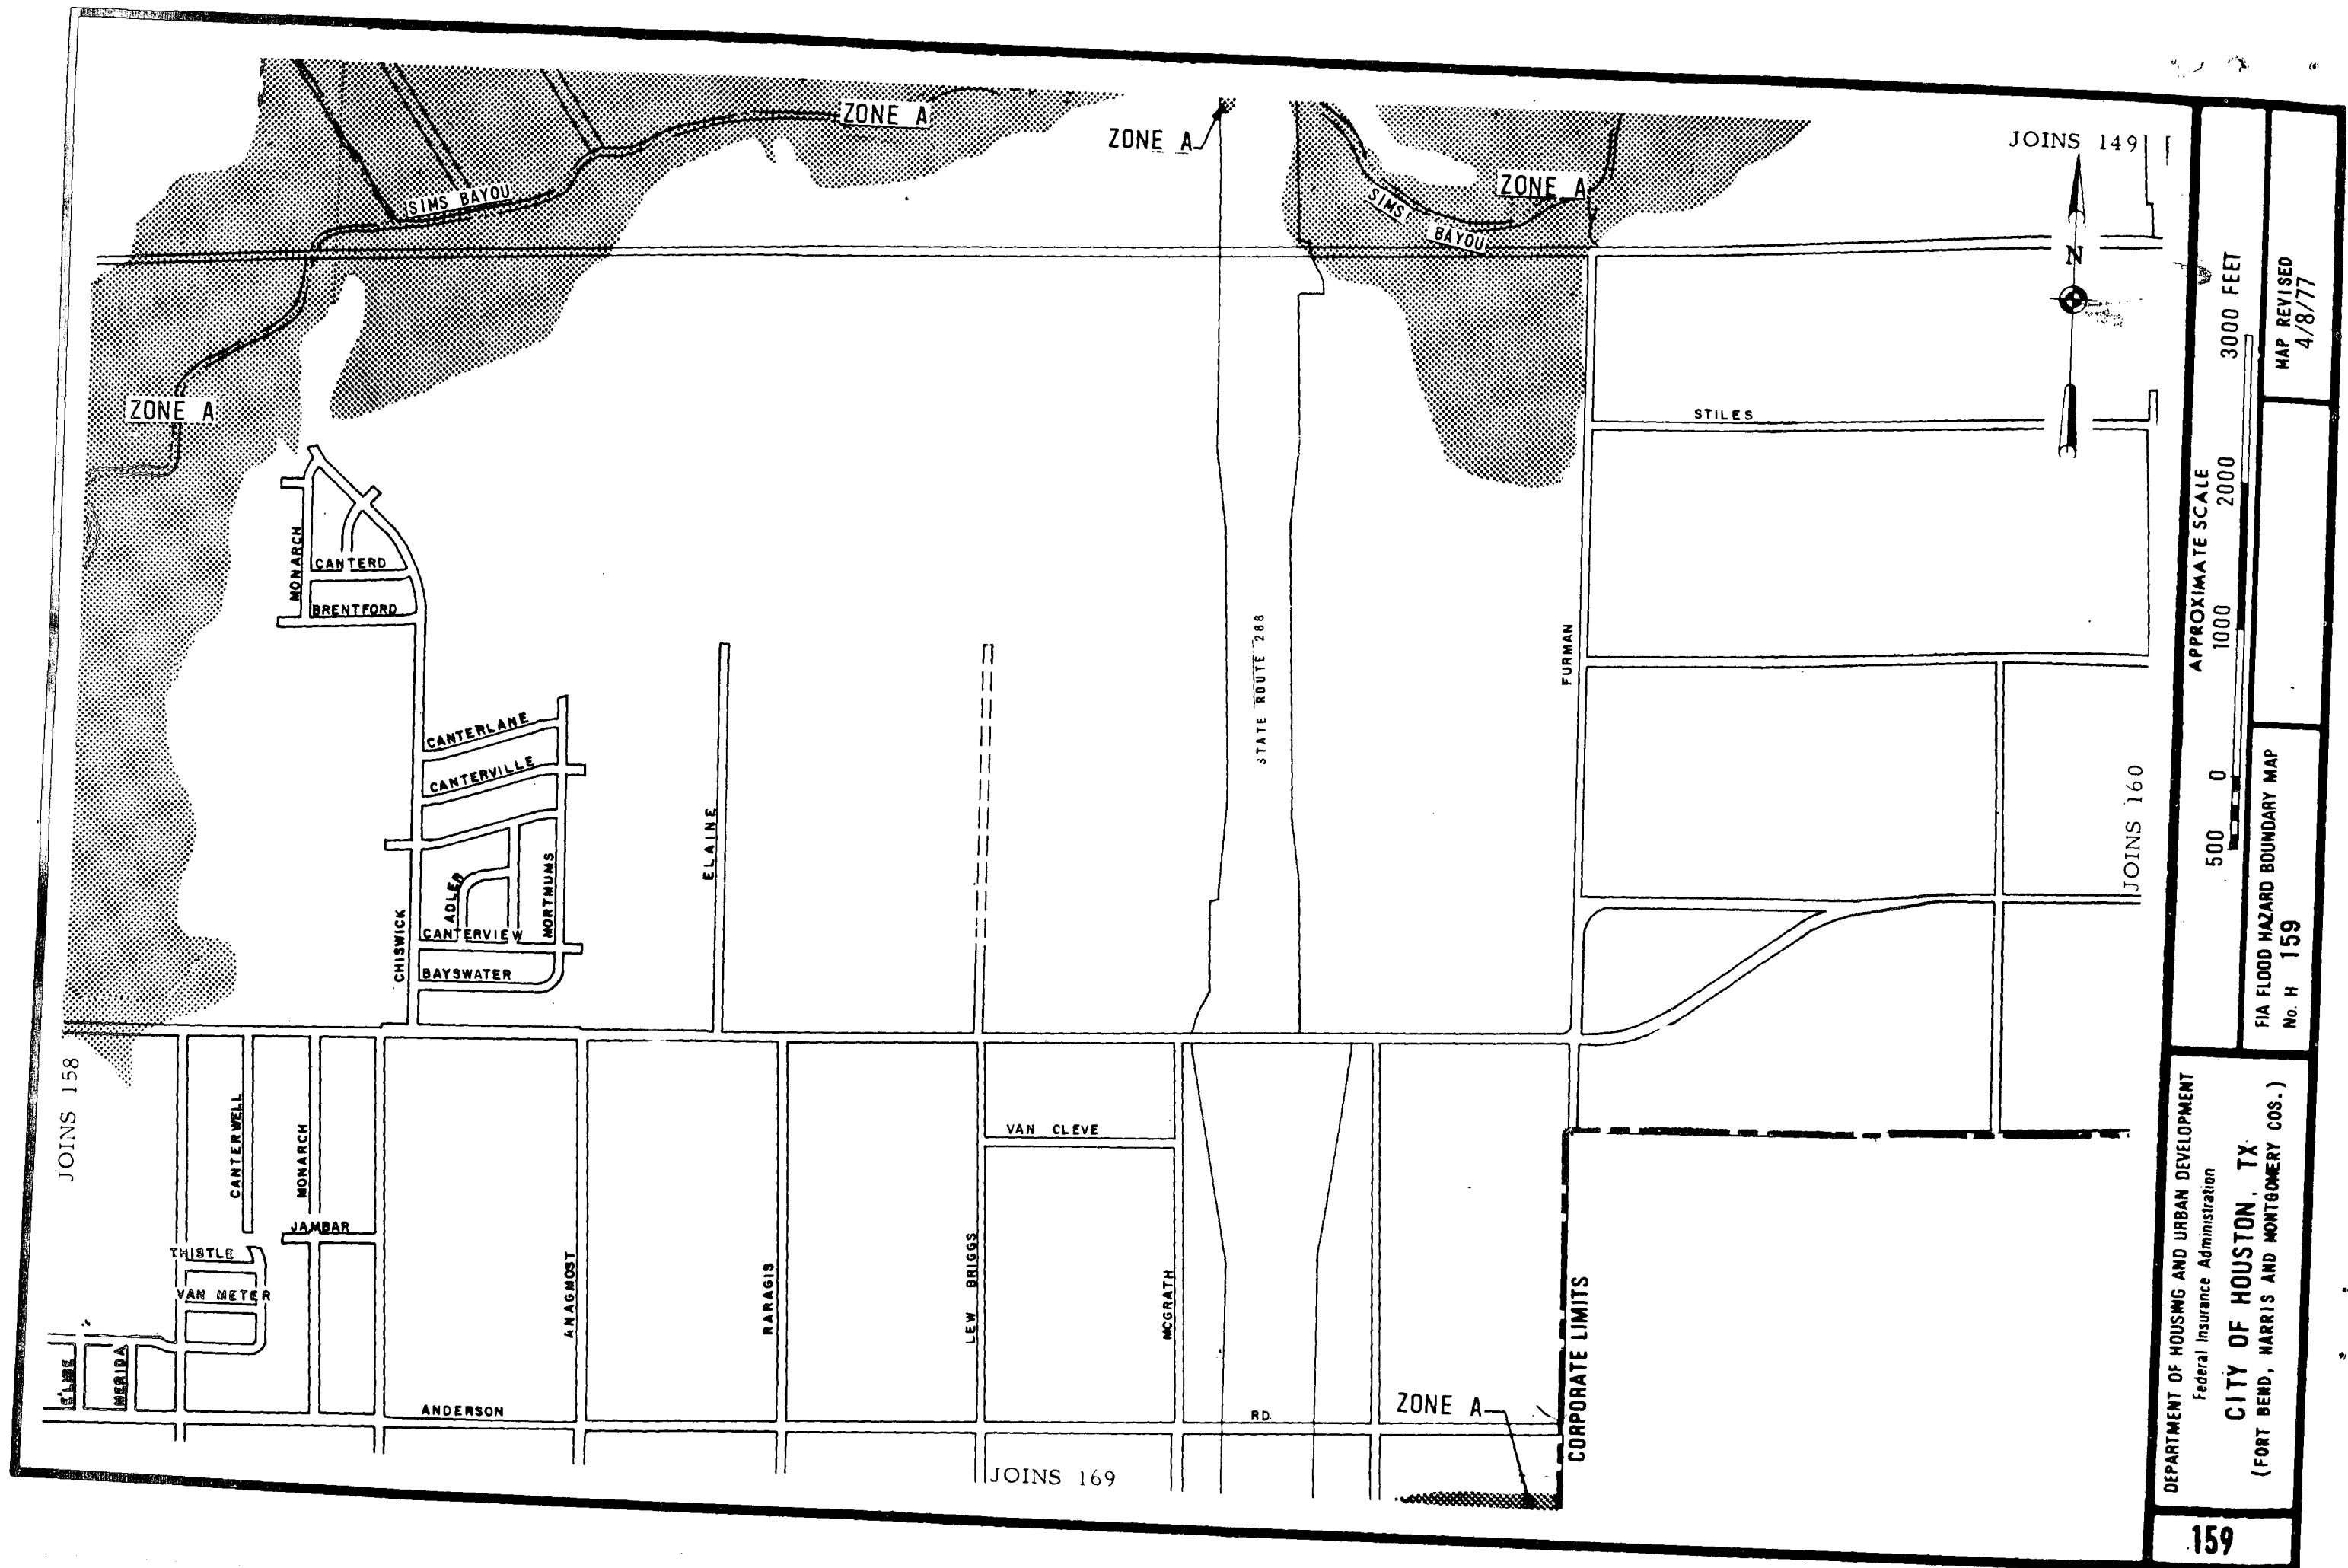 ZONE A
ZONE A
JOINS 149
SIMS BAYOU
ZONE A
SIMS
BAYOU
N
ZONE A
STILES
MONARCH
CANTERD
BRENTFORD
STATE ROUTE 288
FURMAN
CANTERLANE
CANTERVILLE
ELAINE
ADLER
MORTMUMS
CHISWICK
CANTERVIEW
BAYSWATER
JOINS 160
JOINS 158
CANTERWELL
MONARCH
VAN CLEVE
JAMBAR
THISTLE
VAN METER
ANAGMOST
RARAGIS
LEW BRIGGS
MCGRATH
MERIDA
ANDERSON
RD
ZONE A
CORPORATE LIMITS
JOINS 169
APPROXIMATE SCALE
500 0 1000 2000 3000 FEET
MAP REVISED
4/8/77
FIA FLOOD HAZARD BOUNDARY MAP
No. H 159
DEPARTMENT OF HOUSING AND URBAN DEVELOPMENT
Federal Insurance Administration
CITY OF HOUSTON, TX
(FORT BEND, HARRIS AND MONTGOMERY COS.)
159